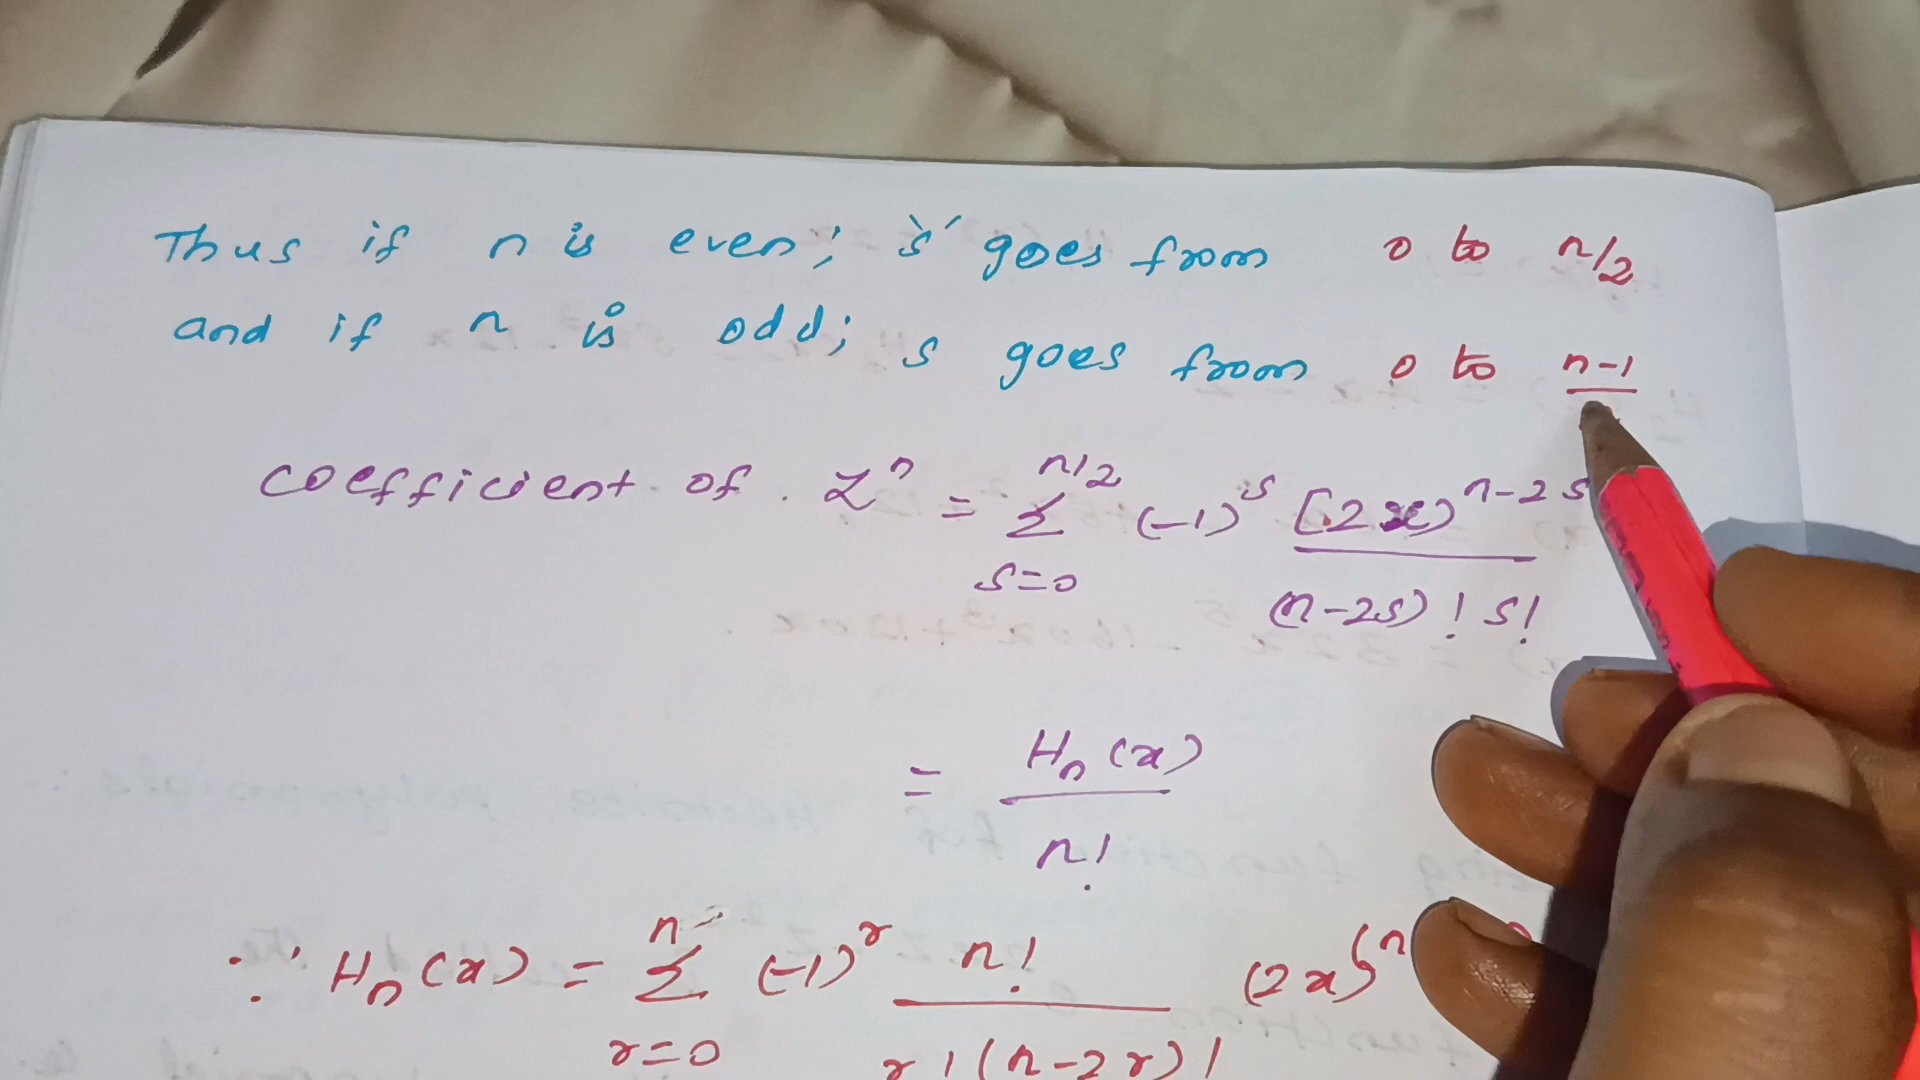 Thus if n is even; 's' goes from 0 to n/2
and if n is odd; s goes from 0 to n-1
coefficient of z^n = Σ_{s=0}^{n/2} (-1)^s (2x)^{n-2s} / (n-2s)! s!
= H_n(x) / n!
∵ H_n(x) = Σ_{r=0}^{n} (-1)^r n! / r! (n-2r)! (2x)^n